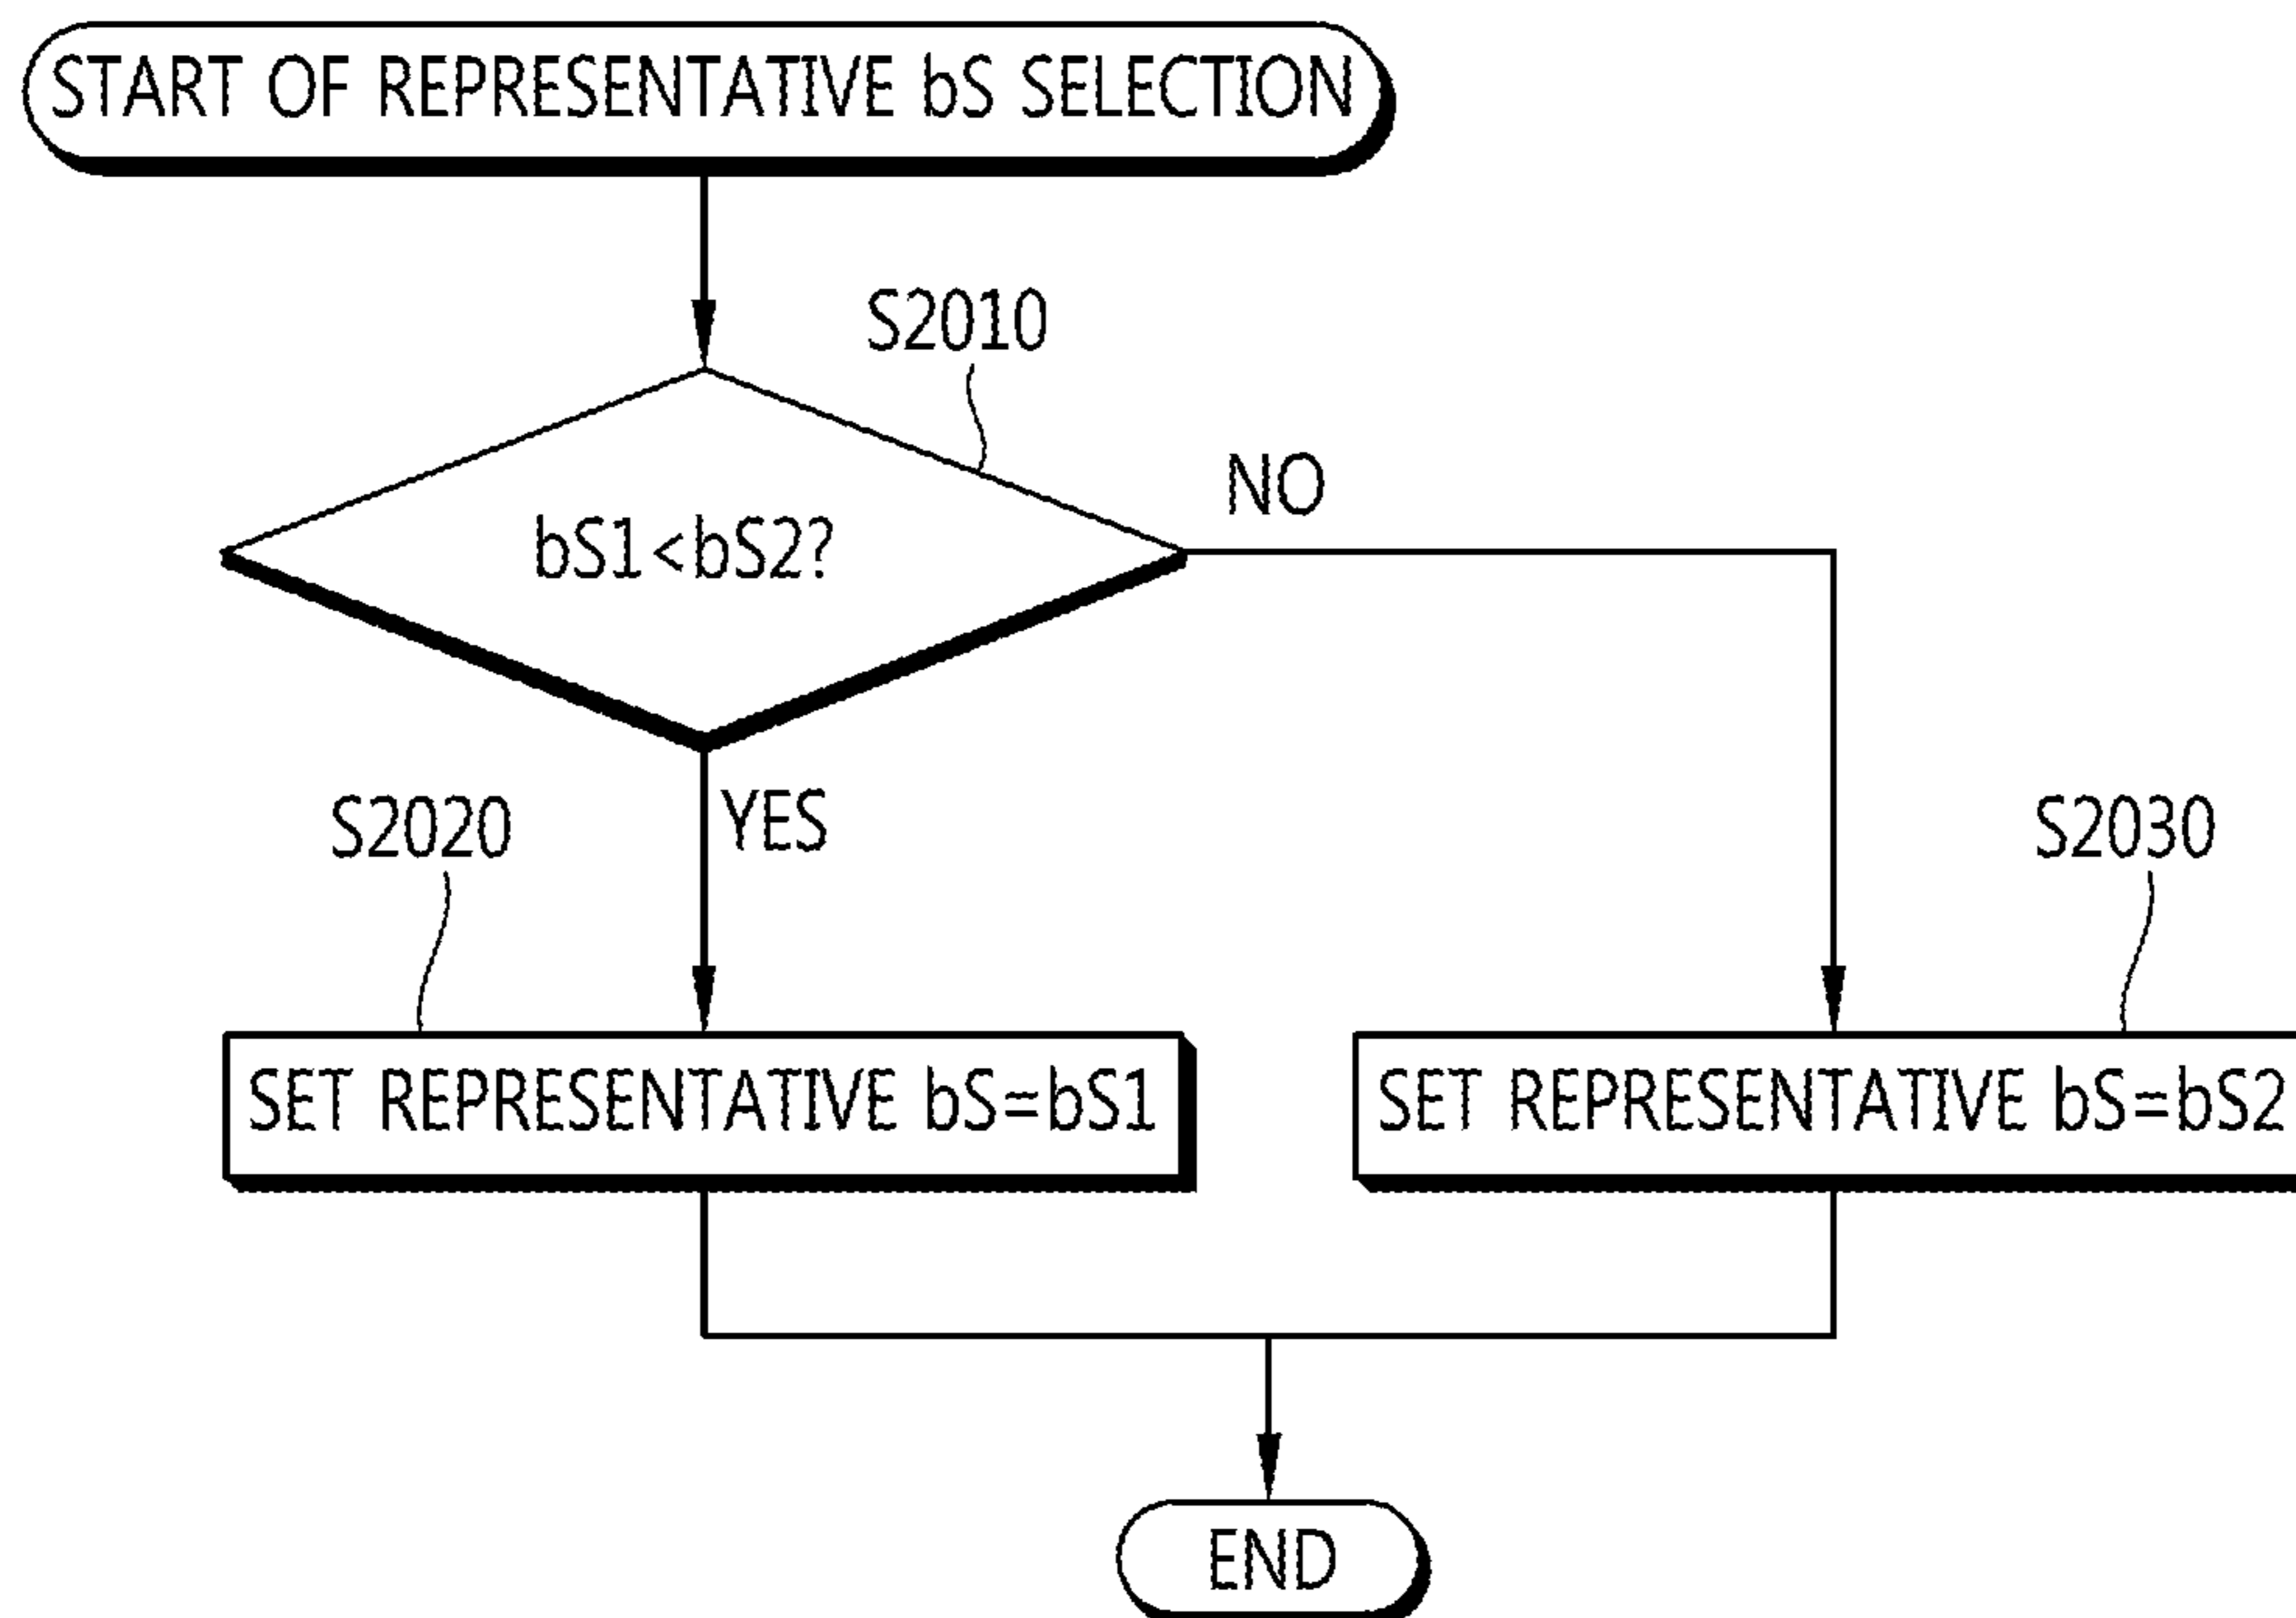 START OF REPRESENTATIVE bS SELECTION
S2010
NO
bS1<bS2?
YES
S2020
S2030
SET REPRESENTATIVE bS=bS1
SET REPRESENTATIVE bS=bS2
END